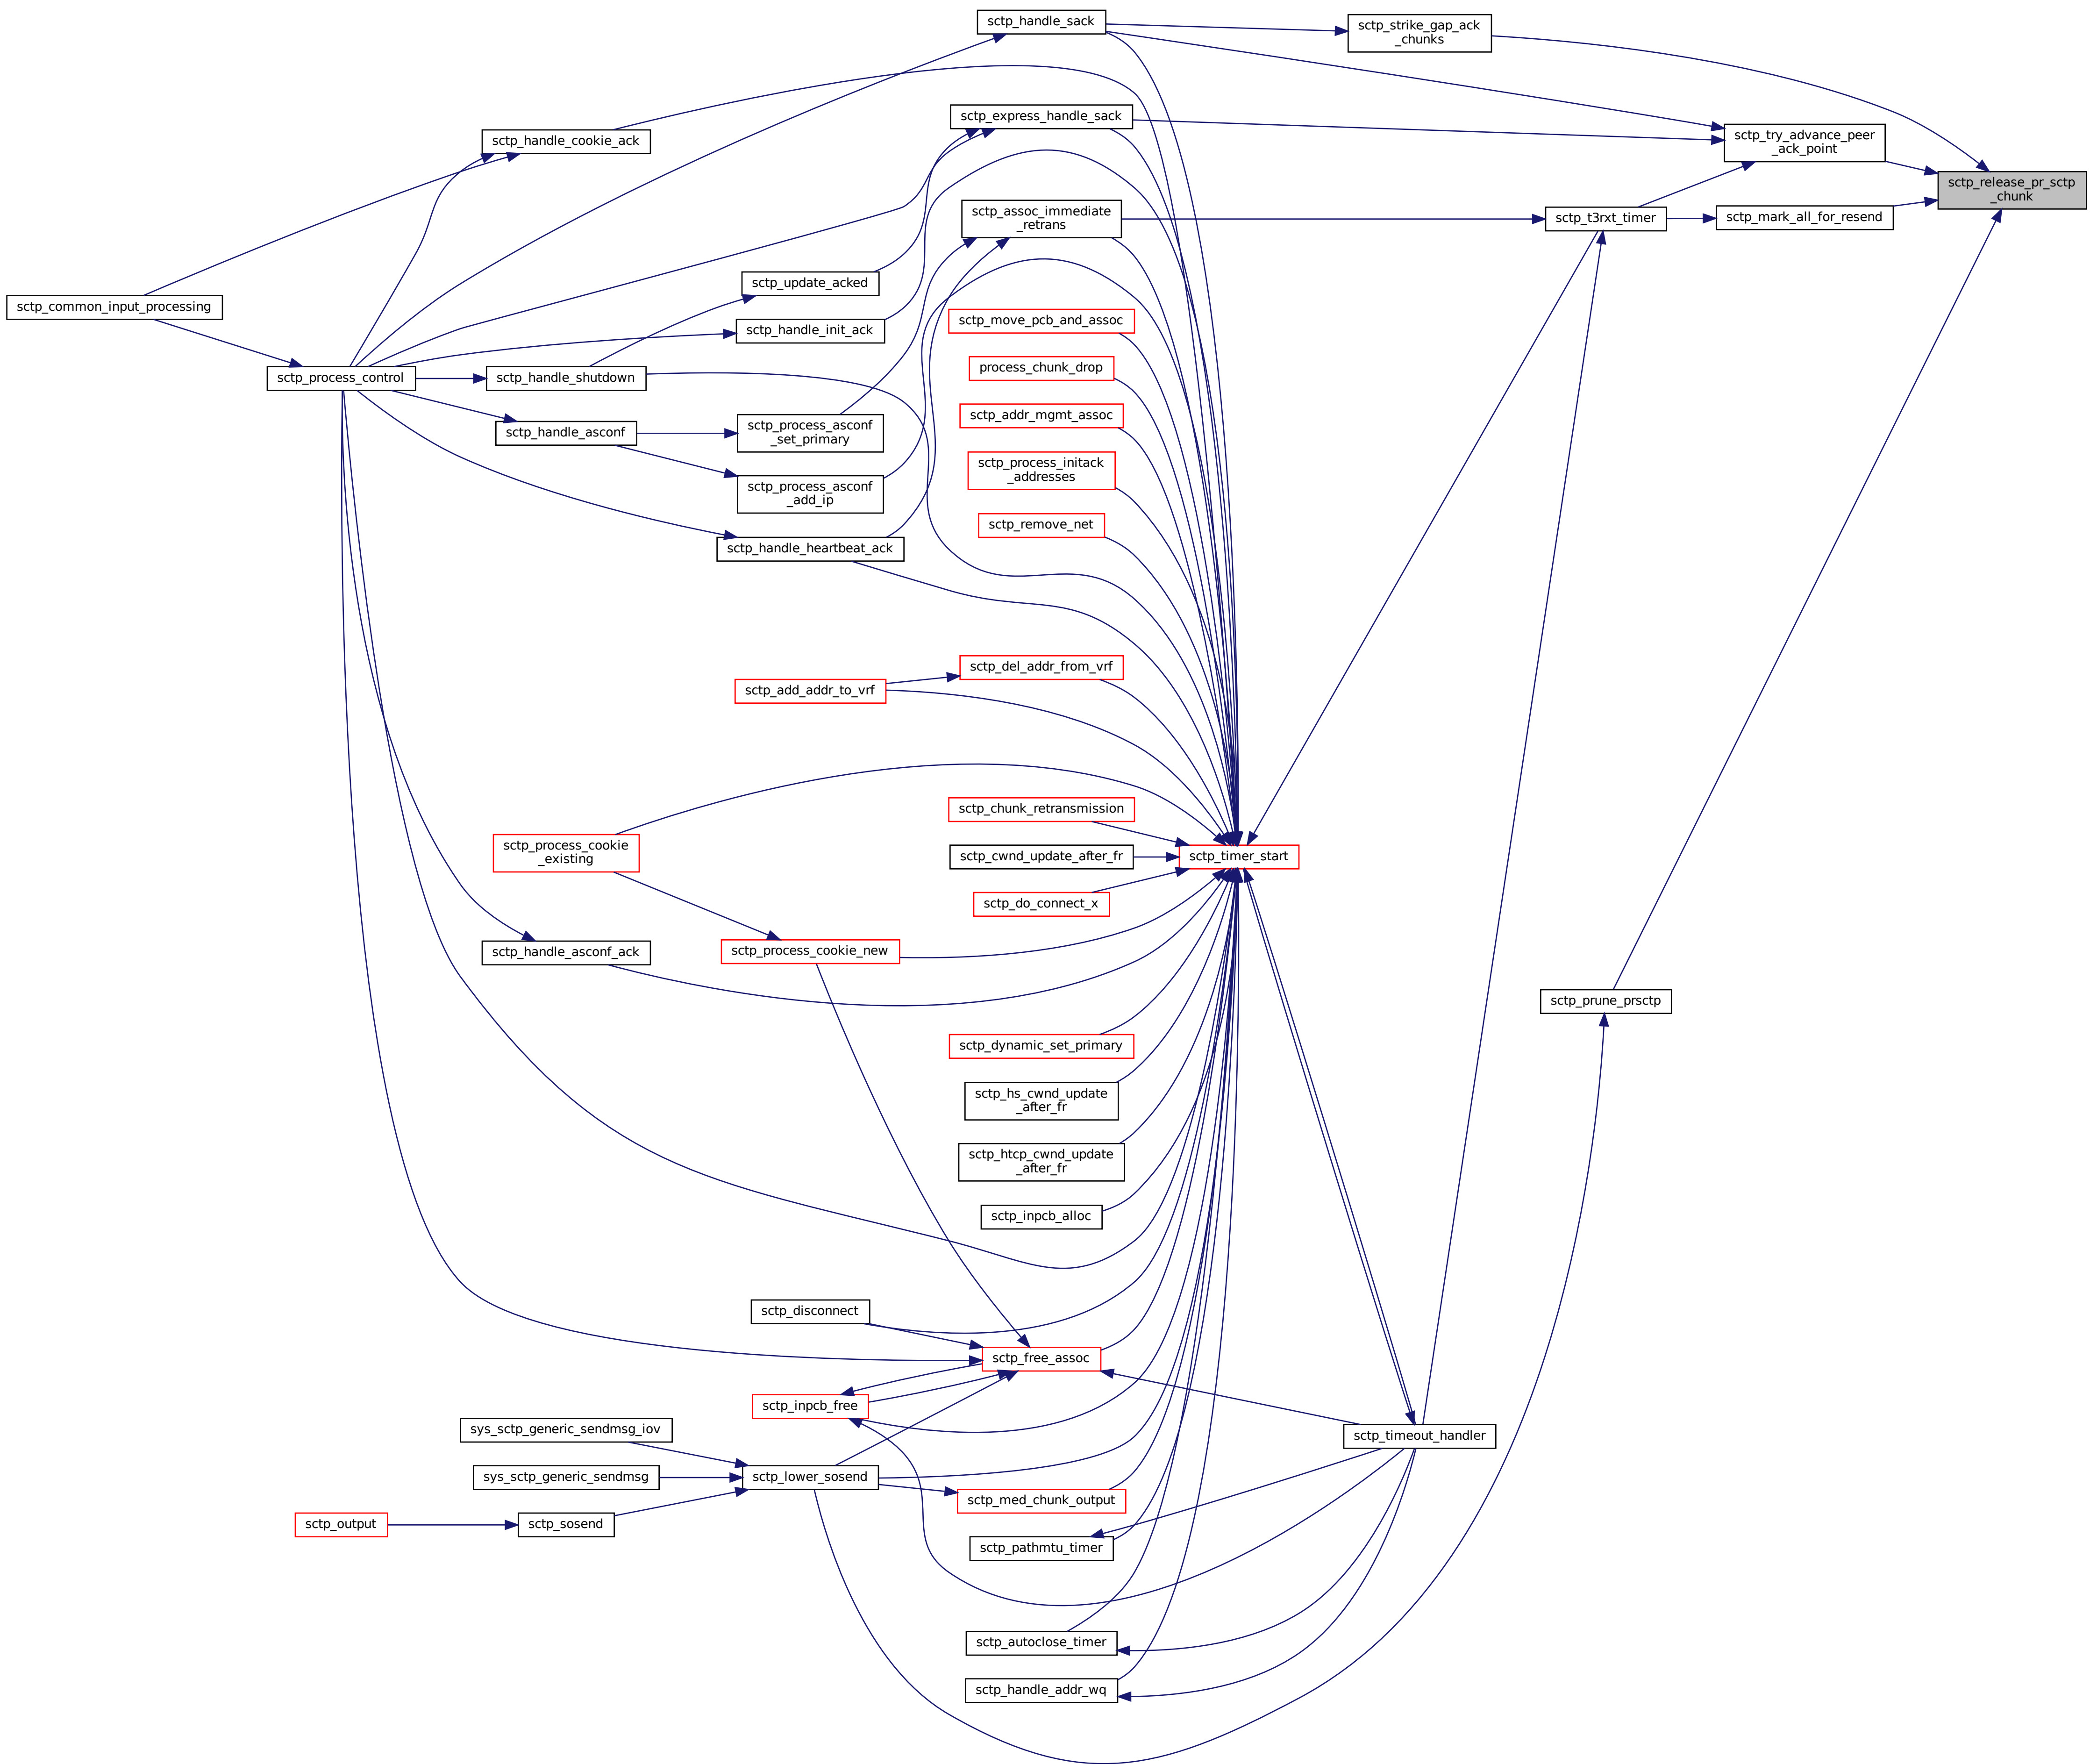 sctp_handle_sack
sctp_strike_gap_ack
_chunks
sctp_express_handle_sack
sctp_handle_cookie_ack
sctp_try_advance_peer
_ack_point
sctp_release_pr_sctp
_chunk
sctp_assoc_immediate
_retrans
sctp_t3rxt_timer
sctp_mark_all_for_resend
sctp_update_acked
sctp_common_input_processing
sctp_move_pcb_and_assoc
sctp_handle_init_ack
process_chunk_drop
sctp_process_control
sctp_handle_shutdown
sctp_addr_mgmt_assoc
sctp_handle_asconf
sctp_process_asconf
_set_primary
sctp_process_initack
_addresses
sctp_process_asconf
_add_ip
sctp_remove_net
sctp_handle_heartbeat_ack
sctp_del_addr_from_vrf
sctp_add_addr_to_vrf
sctp_chunk_retransmission
sctp_process_cookie
_existing
sctp_cwnd_update_after_fr
sctp_timer_start
sctp_do_connect_x
sctp_handle_asconf_ack
sctp_process_cookie_new
sctp_prune_prsctp
sctp_dynamic_set_primary
sctp_hs_cwnd_update
_after_fr
sctp_htcp_cwnd_update
_after_fr
sctp_inpcb_alloc
sctp_disconnect
sctp_free_assoc
sctp_inpcb_free
sys_sctp_generic_sendmsg_iov
sctp_timeout_handler
sys_sctp_generic_sendmsg
sctp_lower_sosend
sctp_med_chunk_output
sctp_output
sctp_sosend
sctp_pathmtu_timer
sctp_autoclose_timer
sctp_handle_addr_wq